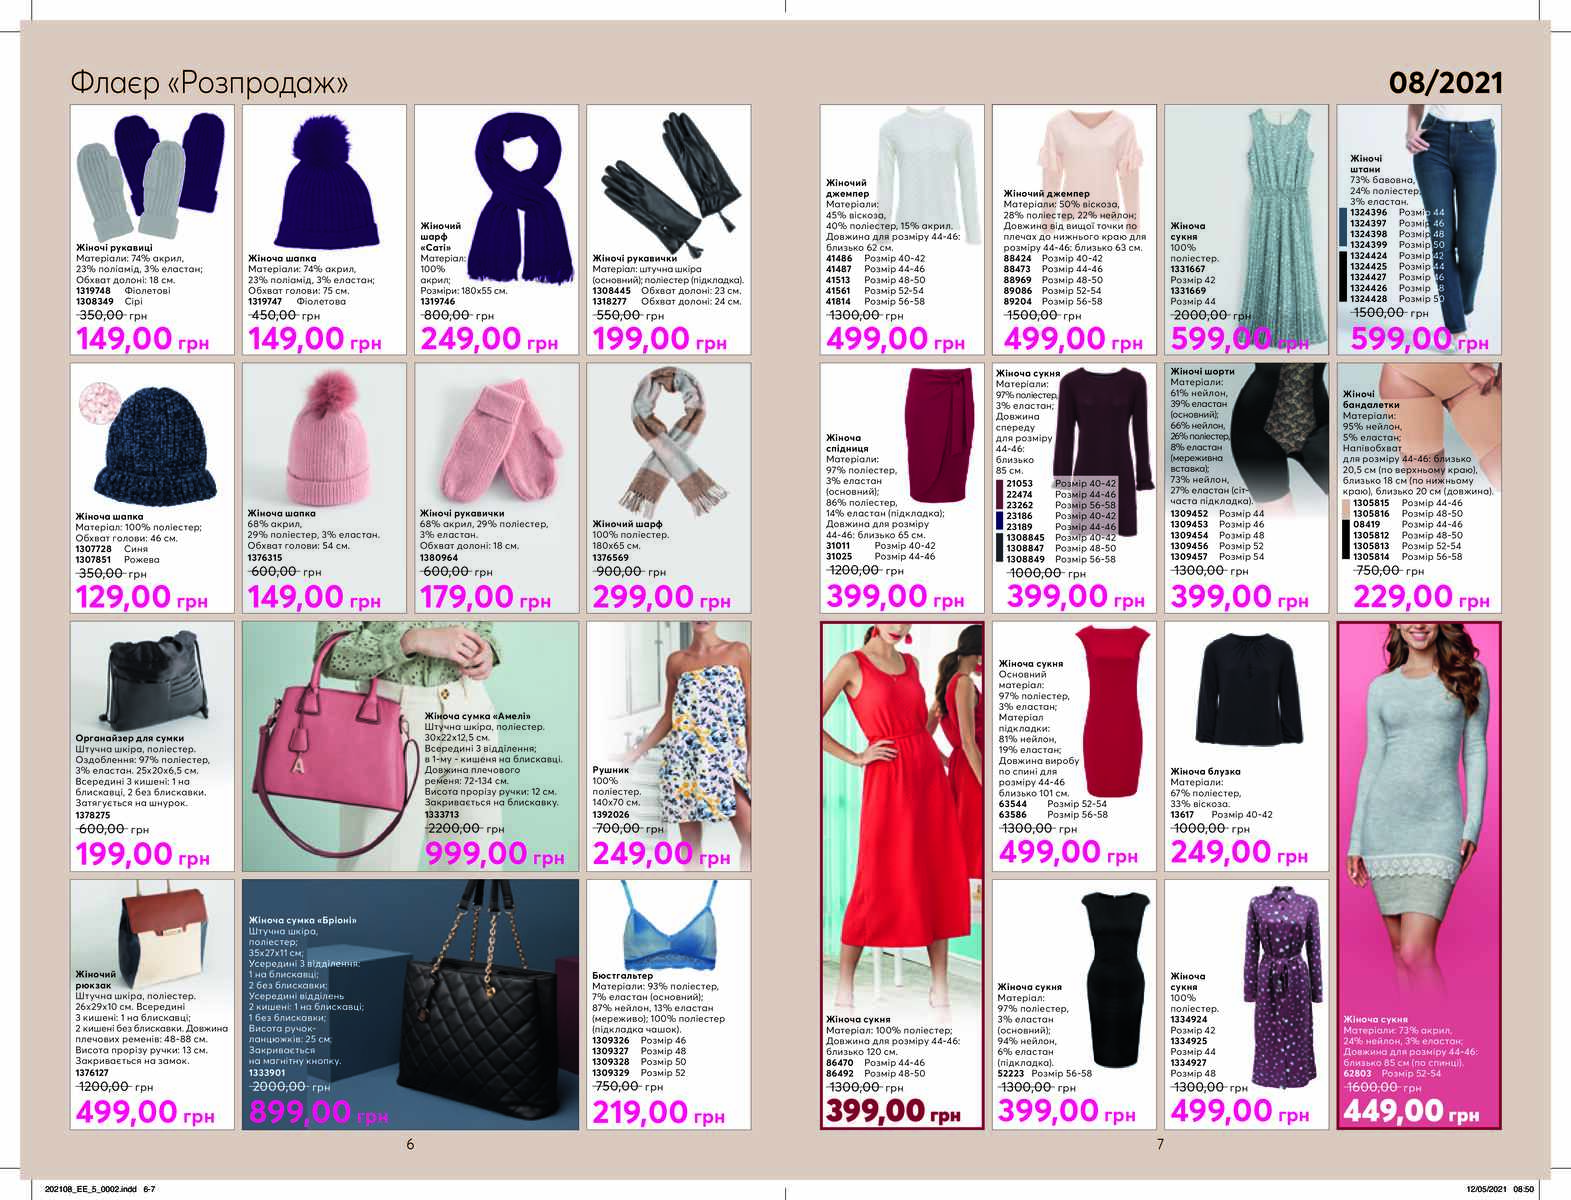 Флаєр «Розпродаж»
08/2021
Жіночі рукавиці
Матеріали: 74% акрил,
23% поліамід, 3% еластан;
Обхват долоні: 18 см.
1319748 Фіолетові
1308349 Сірі
350,00 грн
149,00 грн
Жіноча шапка
Матеріали: 74% акрил,
23% поліамід, 3% еластан;
Обхват голови: 75 см.
1319747 Фіолетова
450,00 грн
149,00 грн
Жіночий
шарф
«Саті»
Матеріал:
100%
акрил;
Розміри: 180х55 см.
1319746
800,00 грн
249,00 грн
Жіночі рукавички
Матеріал: штучна шкіра
(основний); поліестер (підкладка).
1308445 Обхват долоні: 23 см.
1318277 Обхват долоні: 24 см.
550,00 грн
199,00 грн
Жіноча шапка
Матеріал: 100% поліестер;
Обхват голови: 46 см.
1307728 Синя
1307851 Рожева
350,00 грн
129,00 грн
Жіноча шапка
68% акрил,
29% поліестер, 3% еластан.
Обхват голови: 54 см.
1376315
600,00 грн
149,00 грн
Жіночі рукавички
68% акрил, 29% поліестер,
3% еластан.
Обхват долоні: 18 см.
1380964
600,00 грн
179,00 грн
Жіночий шарф
100% поліестер.
180х65 см.
1376569
900,00 грн
299,00 грн
Органайзер для сумки
Штучна шкіра, поліестер.
Оздоблення: 97% поліестер,
3% еластан. 25х20х6,5 см.
Всередині 3 кишені: 1 на
блискавці, 2 без блискавки.
Затягується на шнурок.
1378275
600,00 грн
199,00 грн
Жіноча сумка «Амелі»
Штучна шкіра, поліестер.
30х22х12,5 см.
Всередині 3 відділення;
в 1-му - кишеня на блискавці.
Довжина плечового
ременя: 72-134 см.
Висота прорізу ручки: 12 см.
Закривається на блискавку.
1333713
2200,00 грн
999,00 грн
A
Рушник
100%
поліестер.
140х70 см.
1392026
700,00 грн
249,00 грн
Жіночий
рюкзак
Штучна шкіра, поліестер.
26х29х10 см. Всередині
3 кишені: 1 на блискавці;
2 кишені без блискавки. Довжина
плечових ременів: 48-88 см.
Висота прорізу ручки: 13 см.
Закривається на замок.
1376127
1200,00 грн
499,00 грн
Жіноча сумка «Бріоні»
Штучна шкіра,
поліестер;
35х27х11 см;
Усередині 3 відділення:
1 на блискавці;
2 без блискавки;
Усередині відділень
2 кишені: 1 на блискавці;
1 без блискавки;
Висота ручок-
ланцюжків: 25 см;
Закривається
на магнітну кнопку.
1333901
2000,00 грн
899,00 грн
Бюстгальтер
Матеріали: 93% поліестер,
7% еластан (основний);
87% нейлон, 13% еластан
(мереживо); 100% поліестер
(підкладка чашок).
1309326 Розмір 46
1309327 Розмір 48
1309328 Розмір 50
1309329 Розмір 52
750,00 грн
219,00 грн
6
Жіночий
джемпер
Матеріали:
45% віскоза,
40% поліестер, 15% акрил.
Довжина для розміру 44-46:
близько 62 см.
41486 Розмір 40-42
41487 Розмір 44-46
41513 Розмір 48-50
41561 Розмір 52-54
41814 Розмір 56-58
1300,00 грн
499,00 грн
Жіночий джемпер
Матеріали: 50% віскоза,
28% поліестер, 22% нейлон;
Довжина від вищої точки по
плечах до нижнього краю для
розміру 44-46: близько 63 см.
88424 Розмір 40-42
88473 Розмір 44-46
88969 Розмір 48-50
89086 Розмір 52-54
89204 Розмір 56-58
1500,00 грн
499,00 грн
Жіноча
сукня
100%
поліестер.
1331667
Розмір 42
1331669
Розмір 44
2000,00 грн
599,00 грн
Жіночі
штани
73% бавовна,
24% поліестер,
3% еластан.
1324396 Розмір 44
1324397 Розмір 46
1324398 Розмір 48
1324399 Розмір 50
1324424 Розмір 42
1324425 Розмір 44
1324427 Розмір 46
1324426 Розмір 48
1324428 Розмір 50
1500,00 грн
599,00 грн
Жіноча
спідниця
Матеріали:
97% поліестер,
3% еластан
(основний);
86% поліестер,
14% еластан (підкладка);
Довжина для розміру
44-46: близько 65 см.
31011 Розмір 40-42
31025 Розмір 44-46
1200,00 грн
399,00 грн
Жіноча сукня
Матеріали:
97% поліестер,
3% еластан;
Довжина
спереду
для розміру
44-46:
близько
85 см.
21053 Розмір 40-42
22474 Розмір 44-46
23262 Розмір 56-58
23186 Розмір 40-42
23189 Розмір 44-46
1308845 Розмір 40-42
1308847 Розмір 48-50
1308849 Розмір 56-58
1000,00 грн
399,00 грн
Жіночі шорти
Матеріали:
61% нейлон,
39% еластан
(основний);
66% нейлон,
26% поліестер,
8% еластан
(мереживна
вставка);
73% нейлон,
27% еластан (сіт-
часта підкладка).
1309452 Розмір 44
1309453 Розмір 46
1309454 Розмір 48
1309456 Розмір 52
1309457 Розмір 54
1300,00 грн
399,00 грн
Жіночі
бандалетки
Матеріали:
95% нейлон,
5% еластан;
Напівобхват
для розміру 44-46: близько
20,5 см (по верхньому краю),
близько 18 см (по нижньому
краю), близько 20 см (довжина).
1305815 Розмір 44-46
1305816 Розмір 48-50
08419 Розмір 44-46
1305812 Розмір 48-50
1305813 Розмір 52-54
1305814 Розмір 56-58
750,00 грн
229,00 грн
Жіноча сукня
Матеріал: 100% поліестер;
Довжина для розміру 44-46:
близько 120 см.
86470 Розмір 44-46
86492 Розмір 48-50
1300,00 грн
399,00 грн
Жіноча сукня
Основний
матеріал:
97% поліестер,
3% еластан;
Матеріал
підкладки:
81% нейлон,
19% еластан;
Довжина виробу
по спині для
розміру 44-46
близько 101 см.
63544 Розмір 52-54
63586 Розмір 56-58
1300,00 грн
499,00 грн
Жіноча блузка
Матеріали:
67% поліестер,
33% віскоза.
13617 Розмір 40-42
1000,00 грн
249,00 грн
Жіноча сукня
Матеріал:
97% поліестер,
3% еластан
(основний);
94% нейлон,
6% еластан
(підкладка).
52223 Розмір 56-58
1300,00 грн
399,00 грн
Жіноча
сукня
100%
поліестер.
1334924
Розмір 42
1334925
Розмір 44
1334927
Розмір 48
1300,00 грн
499,00 грн
Жіноча сукня
Матеріали: 73% акрил,
24% нейлон, 3% еластан;
Довжина для розміру 44-46:
близько 85 см (по спинці).
62803 Розмір 52-54
1600,00 грн
449,00 грн
7
202108_EE_5_0002.indd 6-7
12/05/2021 08:50